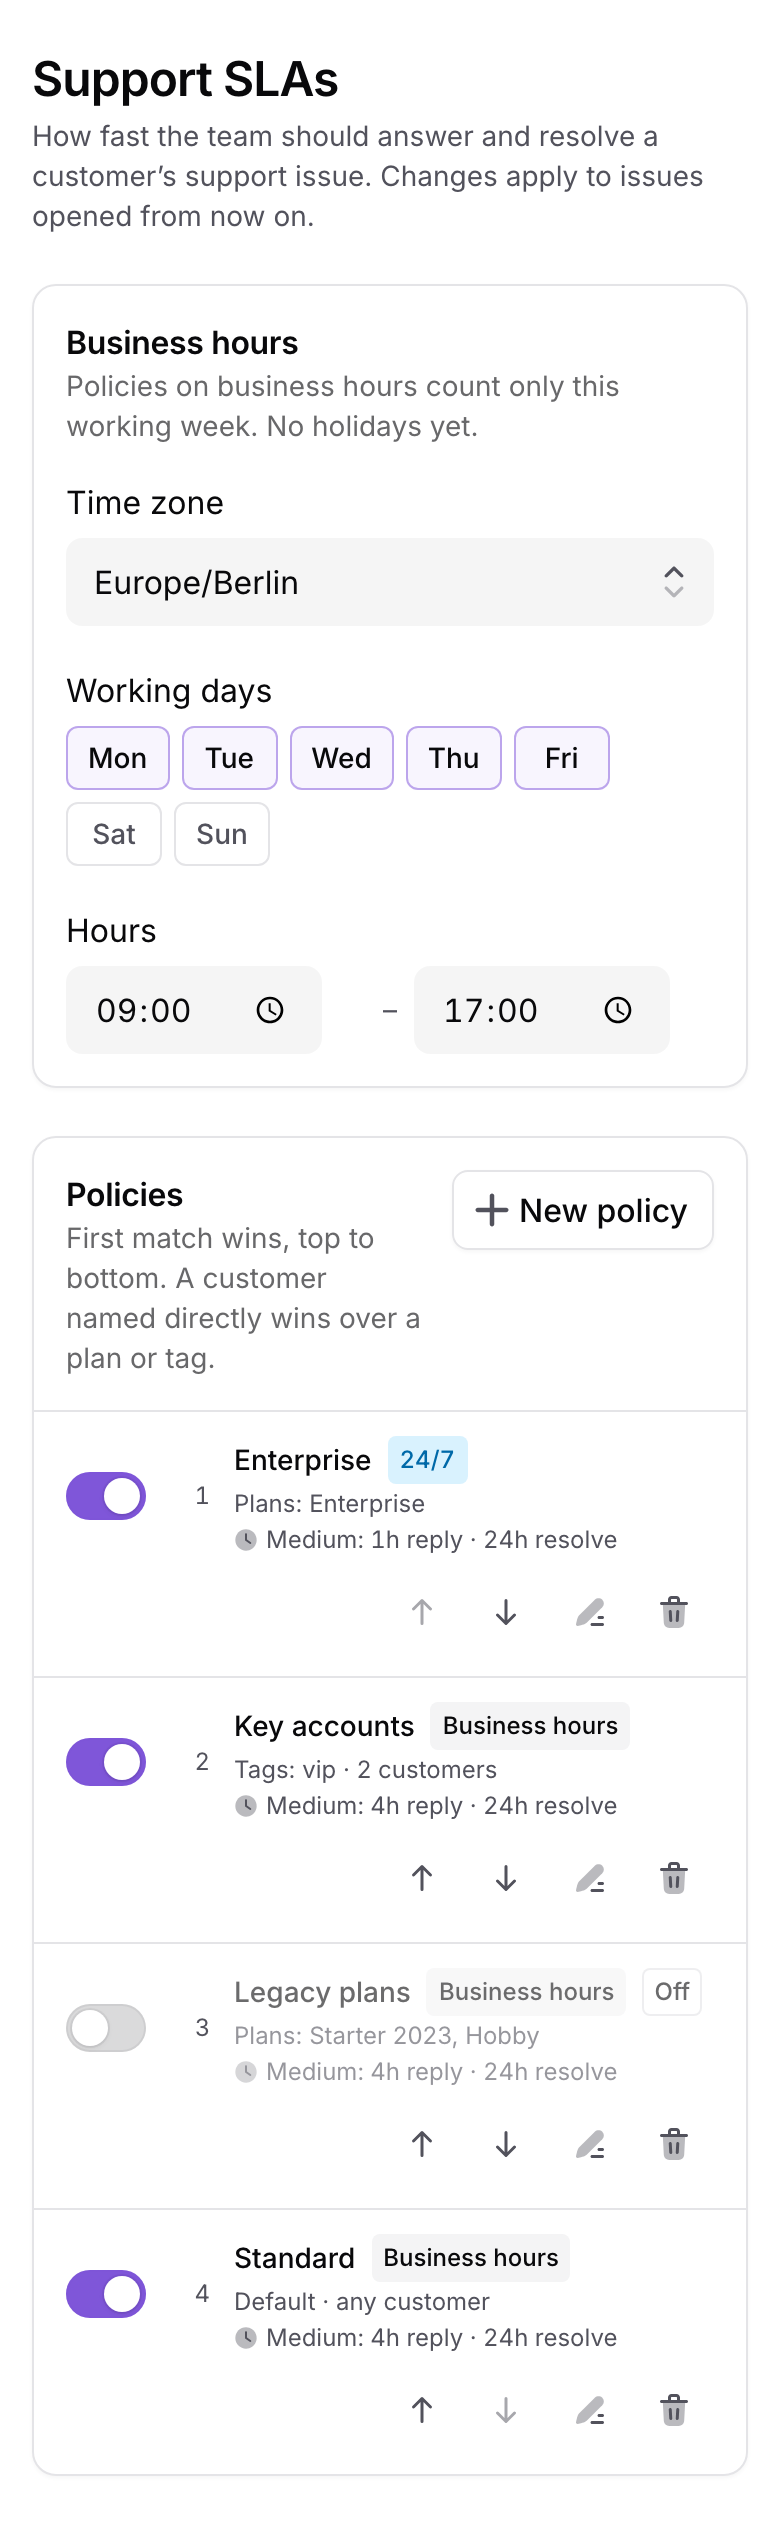 Support SLAs
How fast the team should answer and resolve a
customer’s support issue. Changes apply to issues
opened from now on.
Business hours
Policies on business hours count only this
working week. No holidays yet.
Time zone
Europe/Berlin
Working days
Mon Tue Wed Thu Fri
Sat Sun
Hours
09:00 – 17:00
Policies
New policy
First match wins, top to
bottom. A customer
named directly wins over a
plan or tag.
Enterprise 24/7
1
Plans: Enterprise
Medium: 1h reply · 24h resolve
Key accounts Business hours
2
Tags: vip · 2 customers
Medium: 4h reply · 24h resolve
Legacy plans Business hours Off
3
Plans: Starter 2023, Hobby
Medium: 4h reply · 24h resolve
Standard Business hours
4
Default · any customer
Medium: 4h reply · 24h resolve